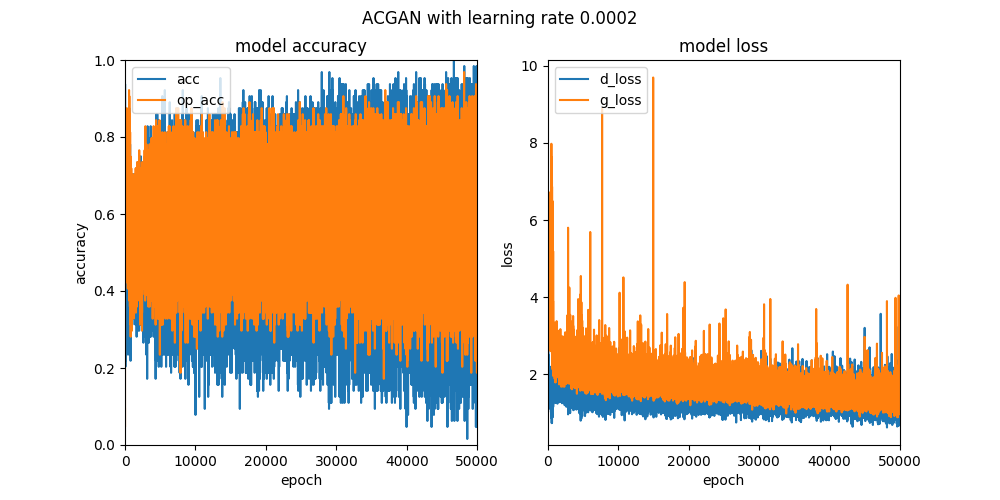 ACGAN with learning rate 0.0002
model accuracy
acc
op_acc
1.0
0.8
0.6
0.4
0.2
0.0
accuracy
0
10000
20000
30000
40000
50000
epoch
model loss
d_loss
g_loss
10
8
6
4
2
loss
0
10000
20000
30000
40000
50000
epoch